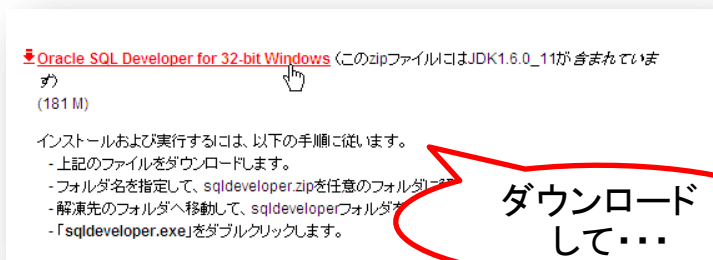 Oracle SQL Developer for 32-bit Windows (このzipファイルにはJDK1.6.0_11が含まれていま
す)
(181 M)
インストールおよび実行するには、以下の手順に従います。
- 上記のファイルをダウンロードします。
- フォルダ名を指定して、sqldeveloper.zipを任意のフォルダに
- 解凍先のフォルダへ移動して、sqldeveloperフォルダを
- 「sqldeveloper.exe」をダブルクリックします。
ダウンロード
して・・・